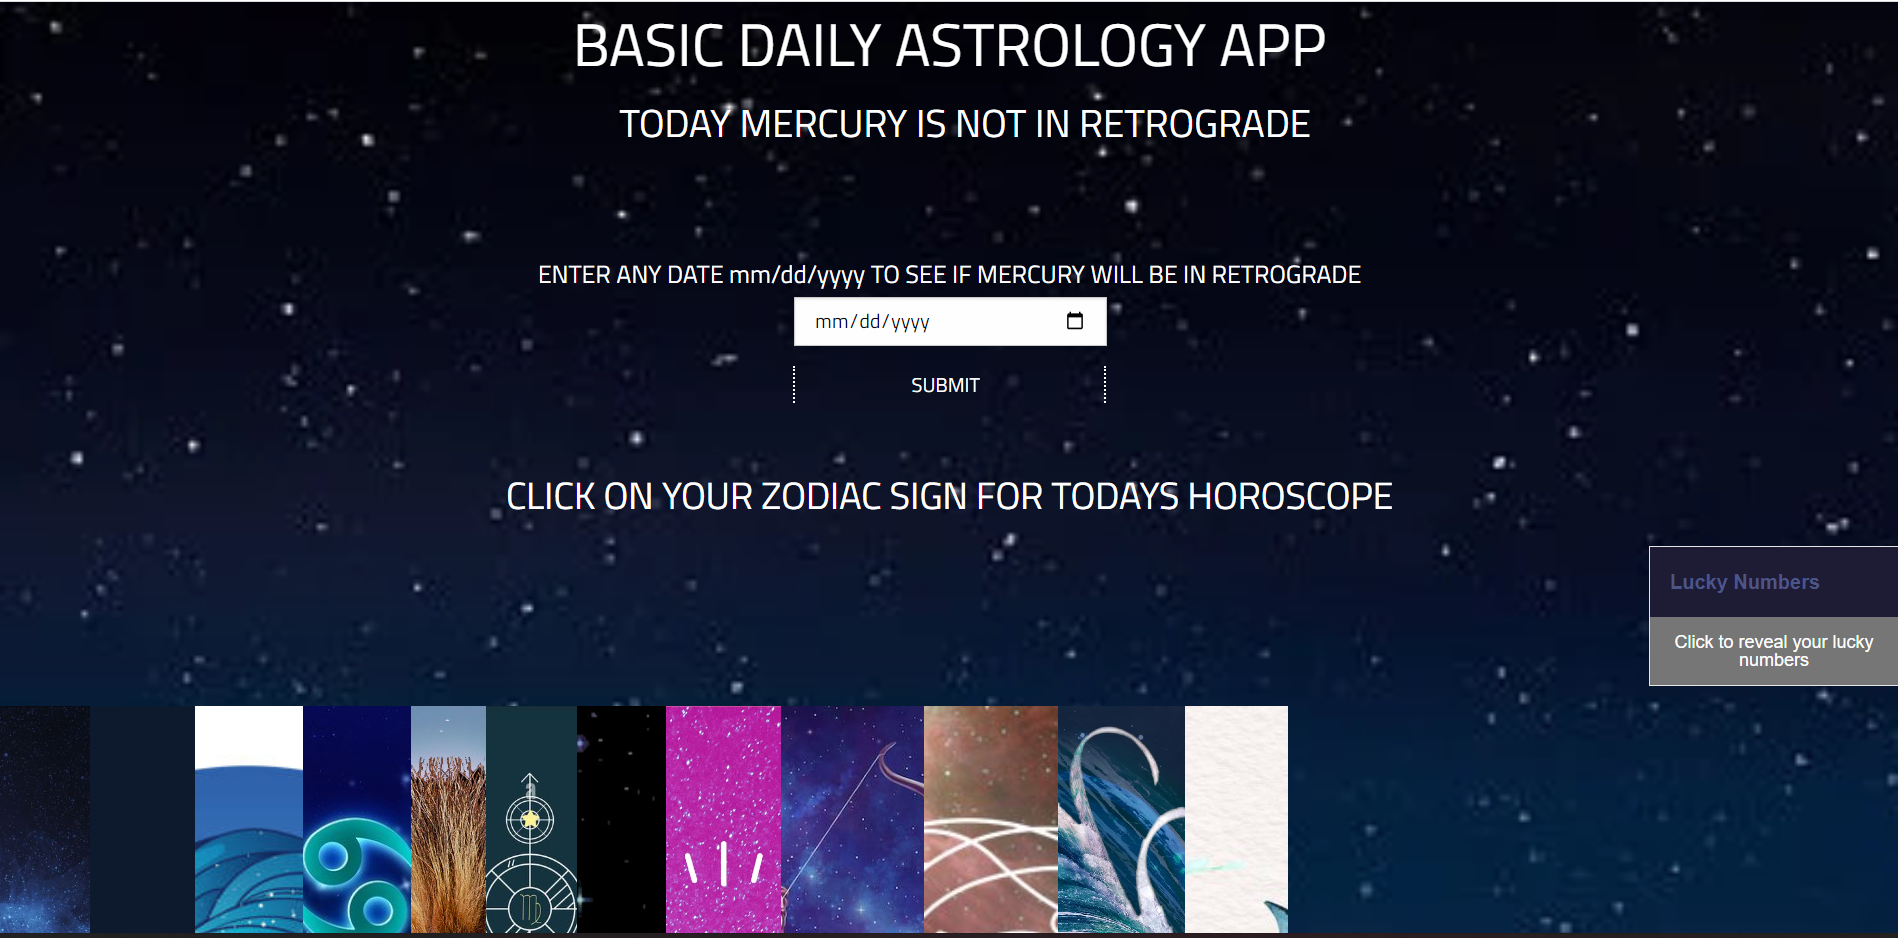 BASIC DAILY ASTROLOGY APP
TODAY MERCURY IS NOT IN RETROGRADE
ENTER ANY DATE mm/dd/yyyy TO SEE IF MERCURY WILL BE IN RETROGRADE
mm/dd/yyyy
SUBMIT
CLICK ON YOUR ZODIAC SIGN FOR TODAYS HOROSCOPE
Lucky Numbers
Click to reveal your lucky
numbers